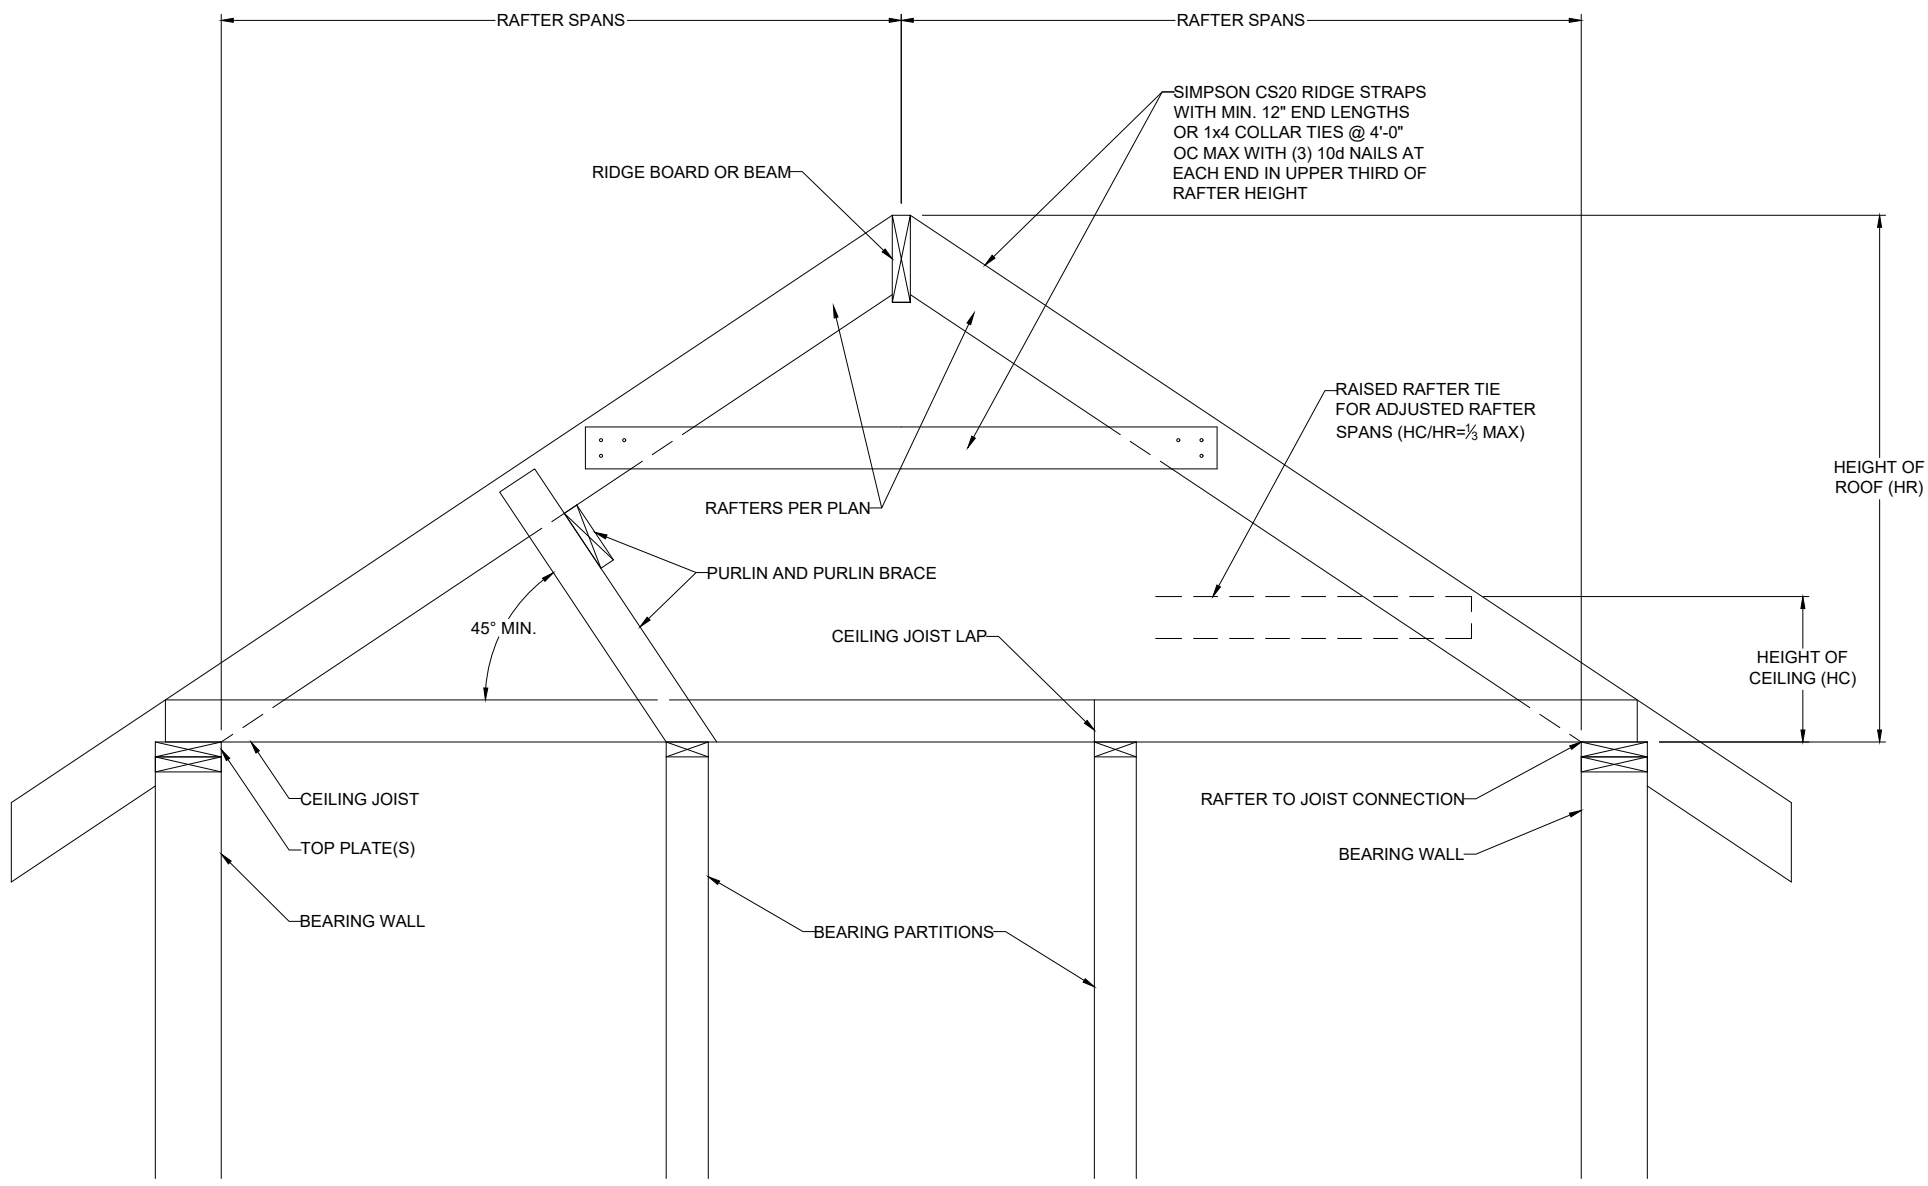 RAFTER SPANS
RAFTER SPANS
SIMPSON CS20 RIDGE STRAPS
WITH MIN. 12" END LENGTHS
OR 1x4 COLLAR TIES @ 4'-0"
OC MAX WITH (3) 10d NAILS AT
EACH END IN UPPER THIRD OF
RAFTER HEIGHT
RIDGE BOARD OR BEAM
RAISED RAFTER TIE
FOR ADJUSTED RAFTER
SPANS (HC/HR=⅓ MAX)
HEIGHT OF
ROOF (HR)
RAFTERS PER PLAN
PURLIN AND PURLIN BRACE
45° MIN.
CEILING JOIST LAP
HEIGHT OF
CEILING (HC)
CEILING JOIST
RAFTER TO JOIST CONNECTION
TOP PLATE(S)
BEARING WALL
BEARING WALL
BEARING PARTITIONS